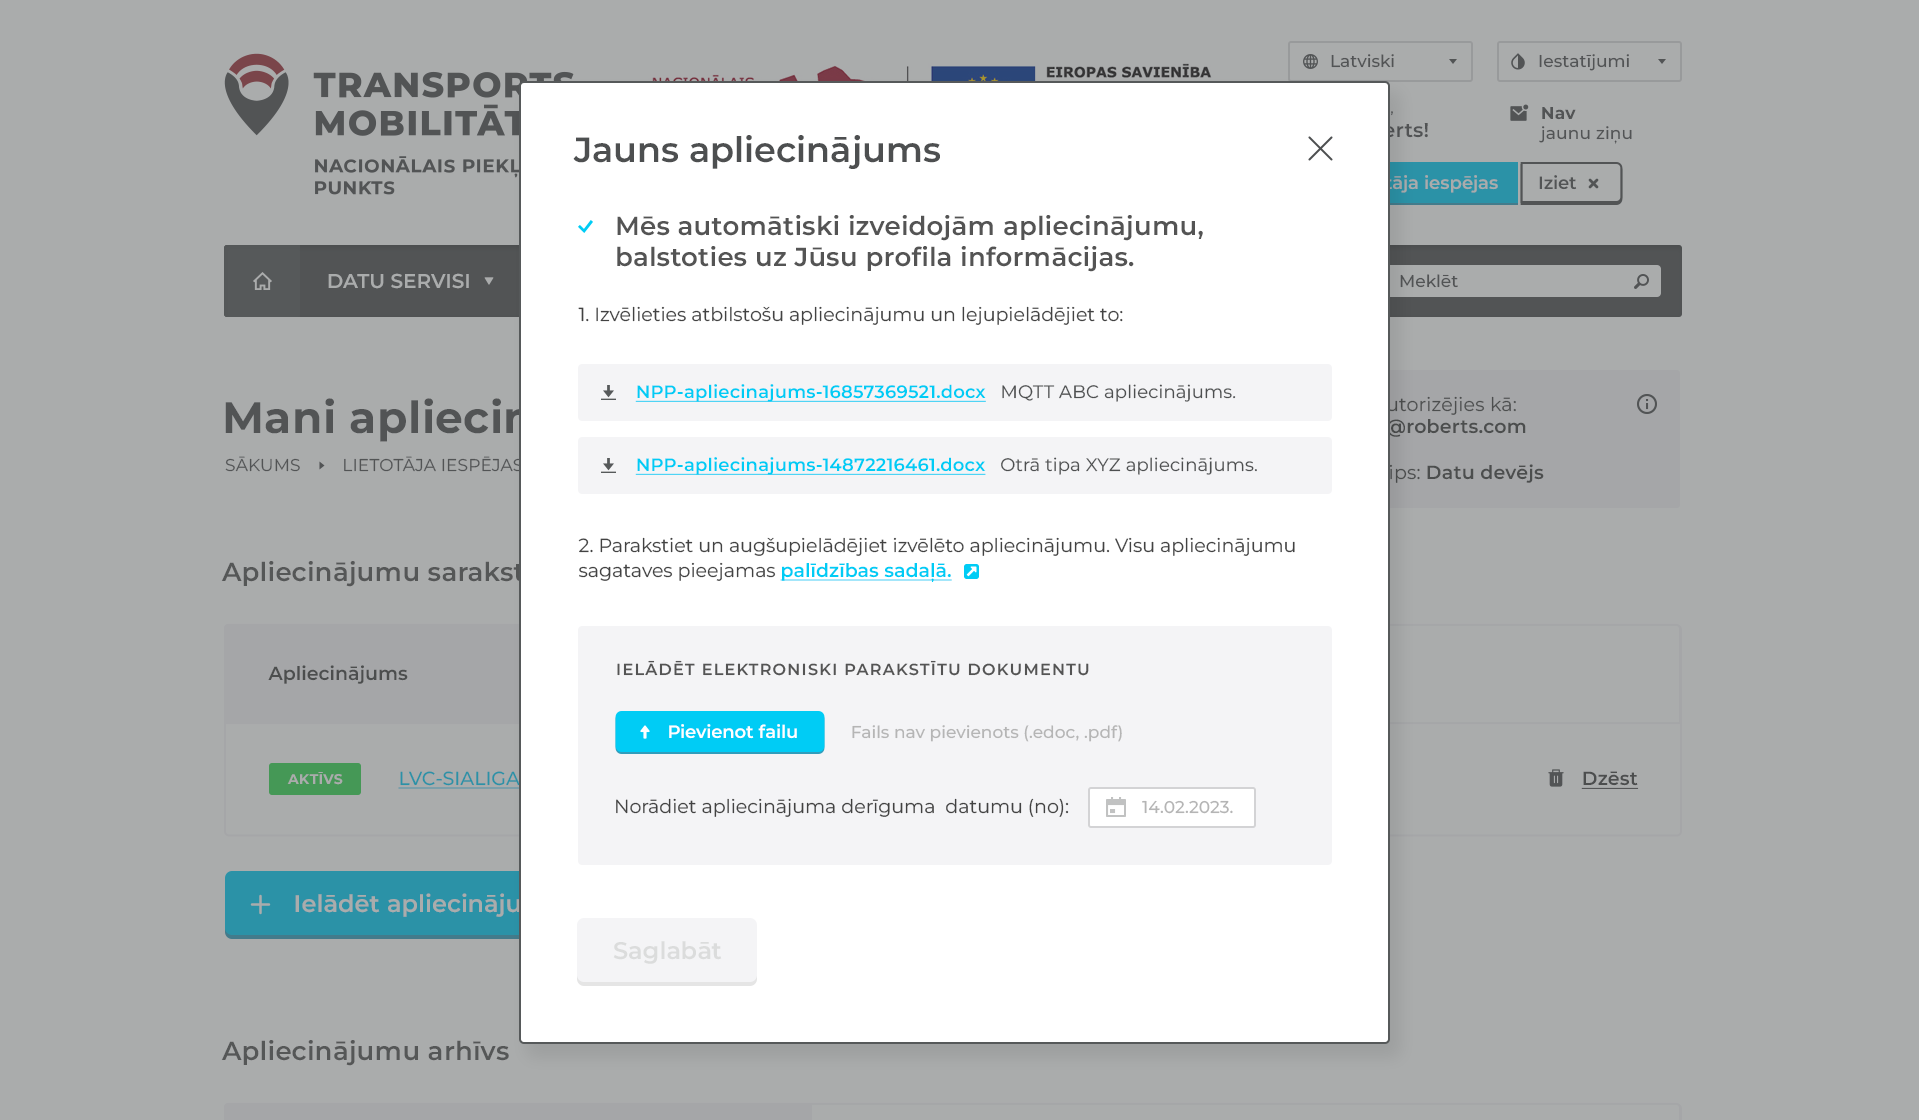 TRANSPORTS
MOBILITĀT
NACIONĀLAIS PIEKĻ
PUNKTS
NACIONĀLAIS
EIROPAS SAVIENĪBA
Latviski
Iestatījumi
erts!
Nav
jaunu ziņu
tāja iespējas
Iziet
DATU SERVISI
Meklēt
Mani apliecin
SĀKUMS
LIETOTĀJA IESPĒJAS
utorizējies kā:
@roberts.com
ips: Datu devējs
Jauns apliecinājums
Mēs automātiski izveidojām apliecinājumu,
balstoties uz Jūsu profila informācijas.
1. Izvēlieties atbilstošu apliecinājumu un lejupielādējiet to:
NPP-apliecinajums-16857369521.docx MQTT ABC apliecinājums.
NPP-apliecinajums-14872216461.docx Otrā tipa XYZ apliecinājums.
2. Parakstiet un augšupielādējiet izvēlēto apliecinājumu. Visu apliecinājumu
sagataves pieejamas palīdzības sadaļā.
IELĀDĒT ELEKTRONISKI PARAKSTĪTU DOKUMENTU
Pievienot failu
Fails nav pievienots (.edoc, .pdf)
Norādiet apliecinājuma derīguma datumu (no):
14.02.2023.
Saglabāt
Apliecinājumu sarakst
Apliecinājums
AKTĪVS
LVC-SIALIGA
Dzēst
+ Ielādēt apliecināju
Apliecinājumu arhīvs